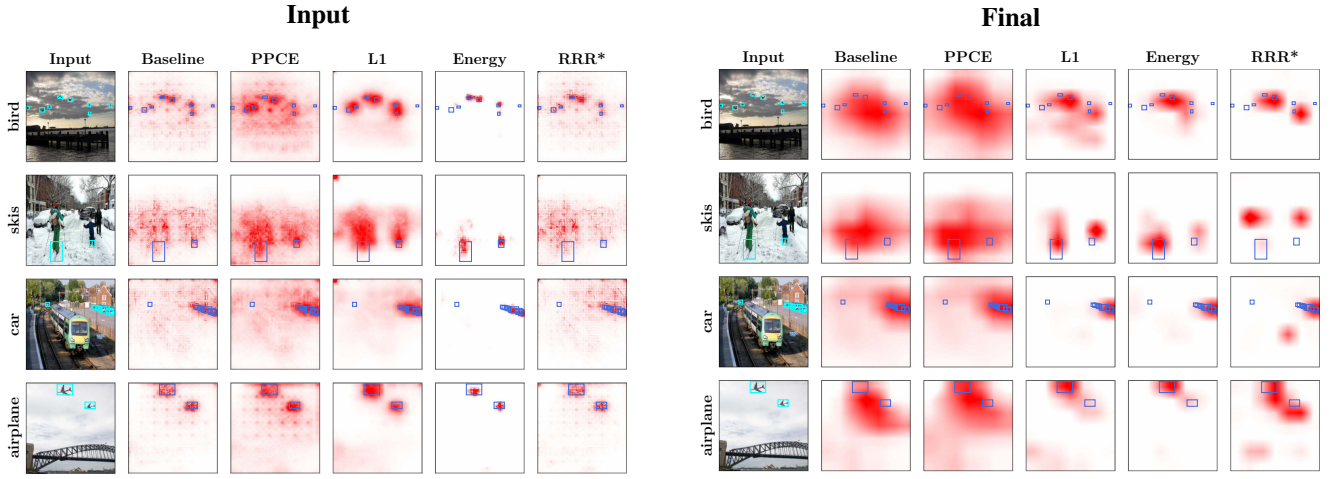 Input
Input Baseline PPCE L1 Energy RRR*
bird
skis
car
airplane
Final
Input Baseline PPCE L1 Energy RRR*
bird
skis
car
airplane